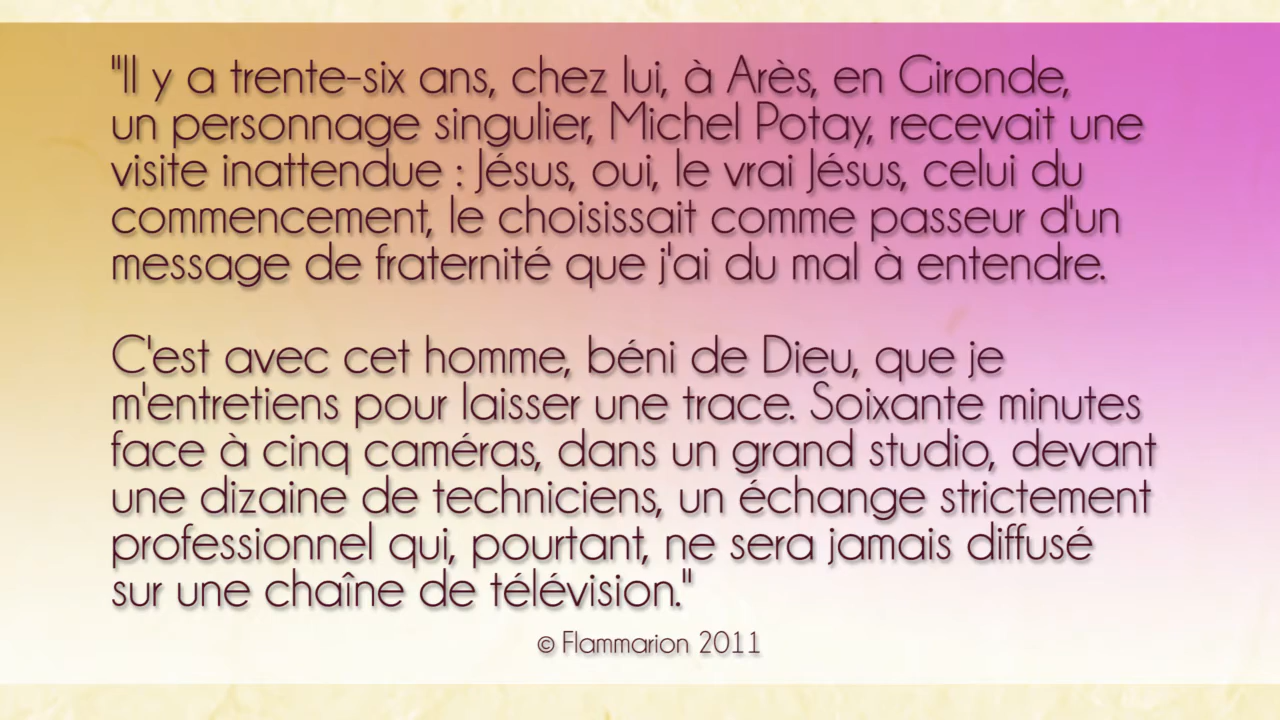 "Il y a trente-six ans, chez lui, à Arès, en Gironde,
un personnage singulier, Michel Potay, recevait une
visite inattendue : Jésus, oui, le vrai Jésus, celui du
commencement, le choisissait comme passeur d'un
message de fraternité que j'ai du mal à entendre.
C'est avec cet homme, béni de Dieu, que je
m'entretiens pour laisser une trace. Soixante minutes
face à cinq caméras, dans un grand studio, devant
une dizaine de techniciens, un échange strictement
professionnel qui, pourtant, ne sera jamais diffusé
sur une chaîne de télévision."
© Flammarion 2011